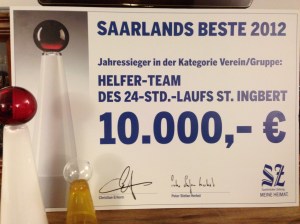 SAARLANDS BESTE 2012
Jahressieger in der Kategorie Verein/Gruppe:
HELFER-TEAM
DES 24-STD.-LAUFS ST. INGBERT
10.000,- €
SZ
MEINE HEIMAT.